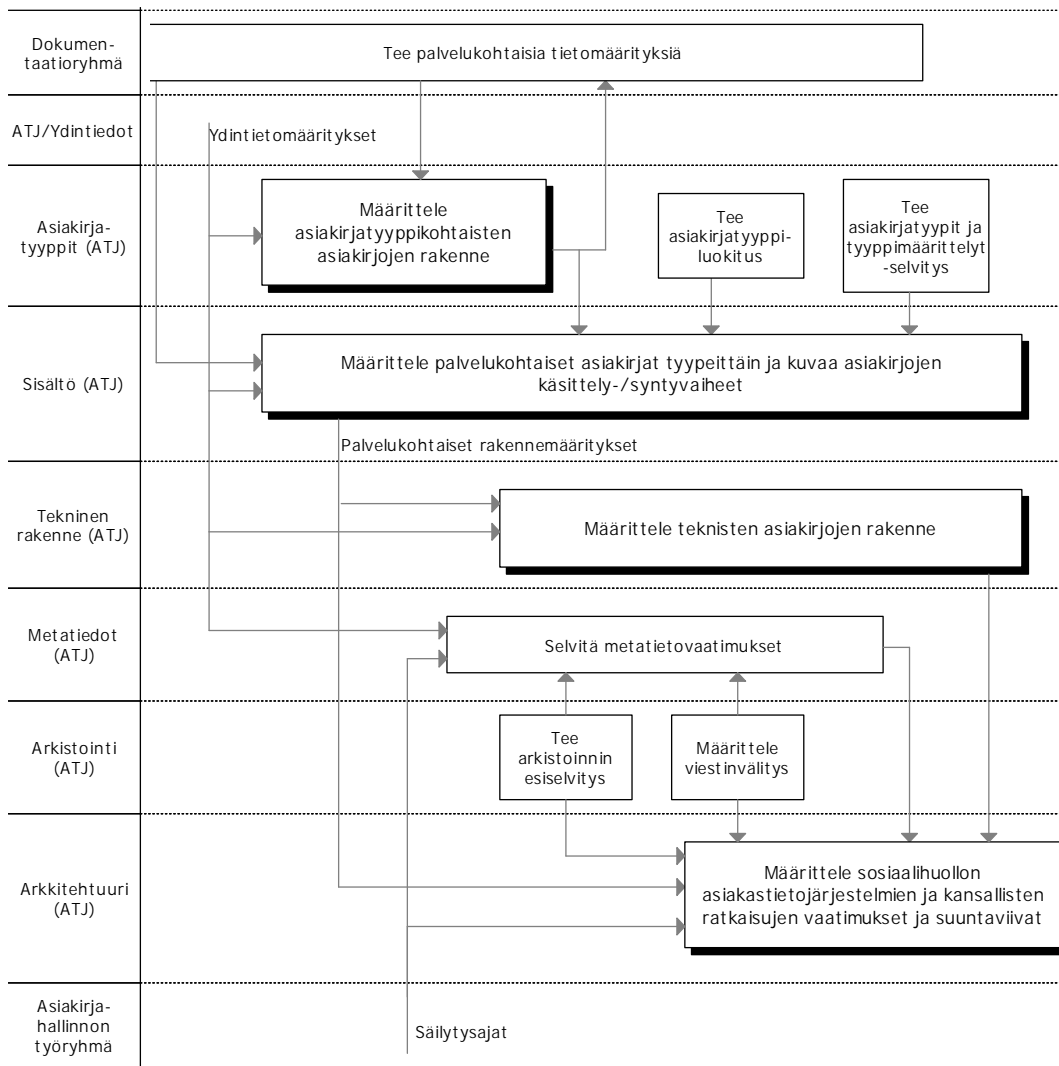 Dokumen-
taatioryhmä
Tee palvelukohtaisia tietomäärityksiä
ATJ/Ydintiedot
Ydintietomääritykset
Asiakirja-
tyyppit (ATJ)
Määrittele
asiakirjatyyppikohtaisten
asiakirjojen rakenne
Tee
asiakirjatyyppi-
luokitus
Tee
asiakirjatyypit ja
tyyppimäärittelyt
-selvitys
Sisältö (ATJ)
Määrittele palvelukohtaiset asiakirjat tyypeittäin ja kuvaa asiakirjojen
käsittely-/syntyvaiheet
Palvelukohtaiset rakennemääritykset
Tekninen
rakenne (ATJ)
Määrittele teknisten asiakirjojen rakenne
Metatiedot
(ATJ)
Selvitä metatietovaatimukset
Arkistointi
(ATJ)
Tee
arkistoinnin
esiselvitys
Määrittele
viestinvälitys
Arkkitehtuuri
(ATJ)
Määrittele sosiaalihuollon
asiakastietojärjestelmien ja kansallisten
ratkaisujen vaatimukset ja suuntaviivat
Asiakirja-
hallinnon
työryhmä
Säilytysajat